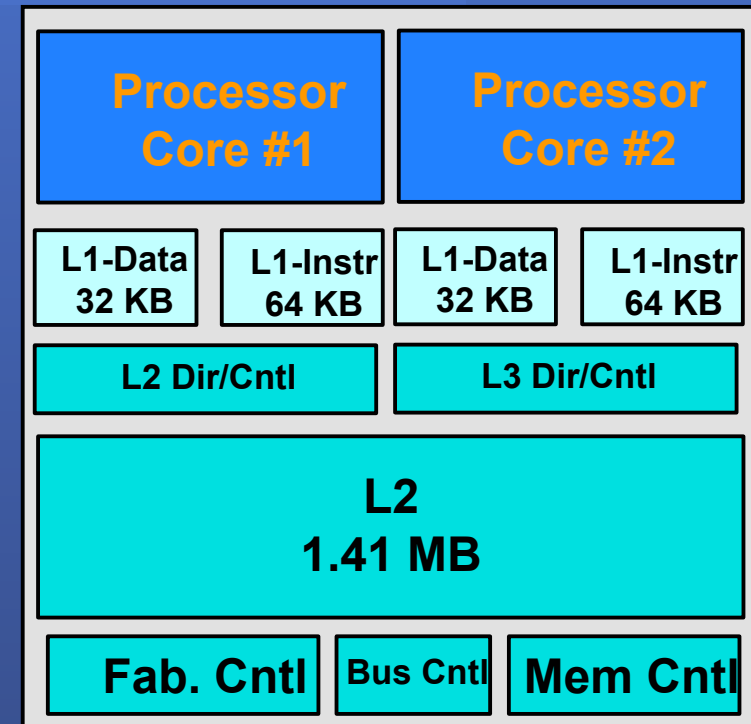 Processor
Core #1
Processor
Core #2
L1-Data
32 KB
L1-Instr
64 KB
L1-Data
32 KB
L1-Instr
64 KB
L2 Dir/Cntl
L3 Dir/Cntl
L2
1.41 MB
Fab. Cntl
Bus Cntl
Mem Cntl